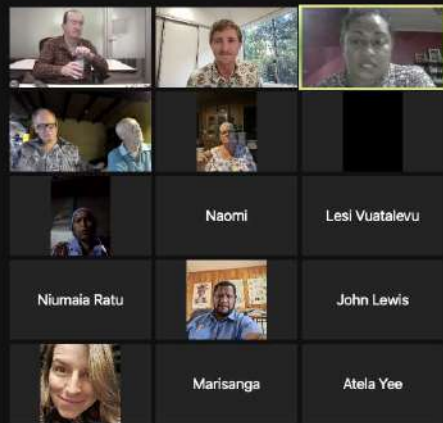 Naomi
Lesi Vuatalevu
Niumaia Ratu
John Lewis
Marisanga
Atela Yee